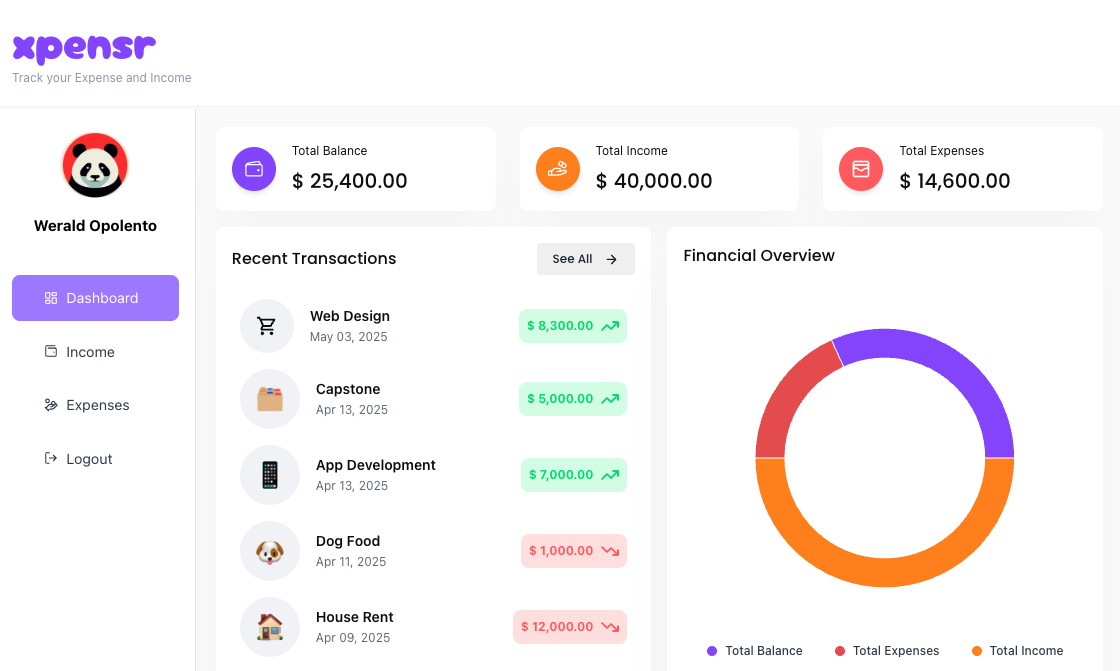 xpensr
Track your Expense and Income
Werald Opolento
Dashboard
Income
Expenses
Logout
Total Balance
$ 25,400.00
Total Income
$ 40,000.00
Total Expenses
$ 14,600.00
Recent Transactions
See All
Web Design
May 03, 2025
$ 8,300.00
Capstone
Apr 13, 2025
$ 5,000.00
App Development
Apr 13, 2025
$ 7,000.00
Dog Food
Apr 11, 2025
$ 1,000.00
House Rent
Apr 09, 2025
$ 12,000.00
Financial Overview
Total Balance
Total Expenses
Total Income